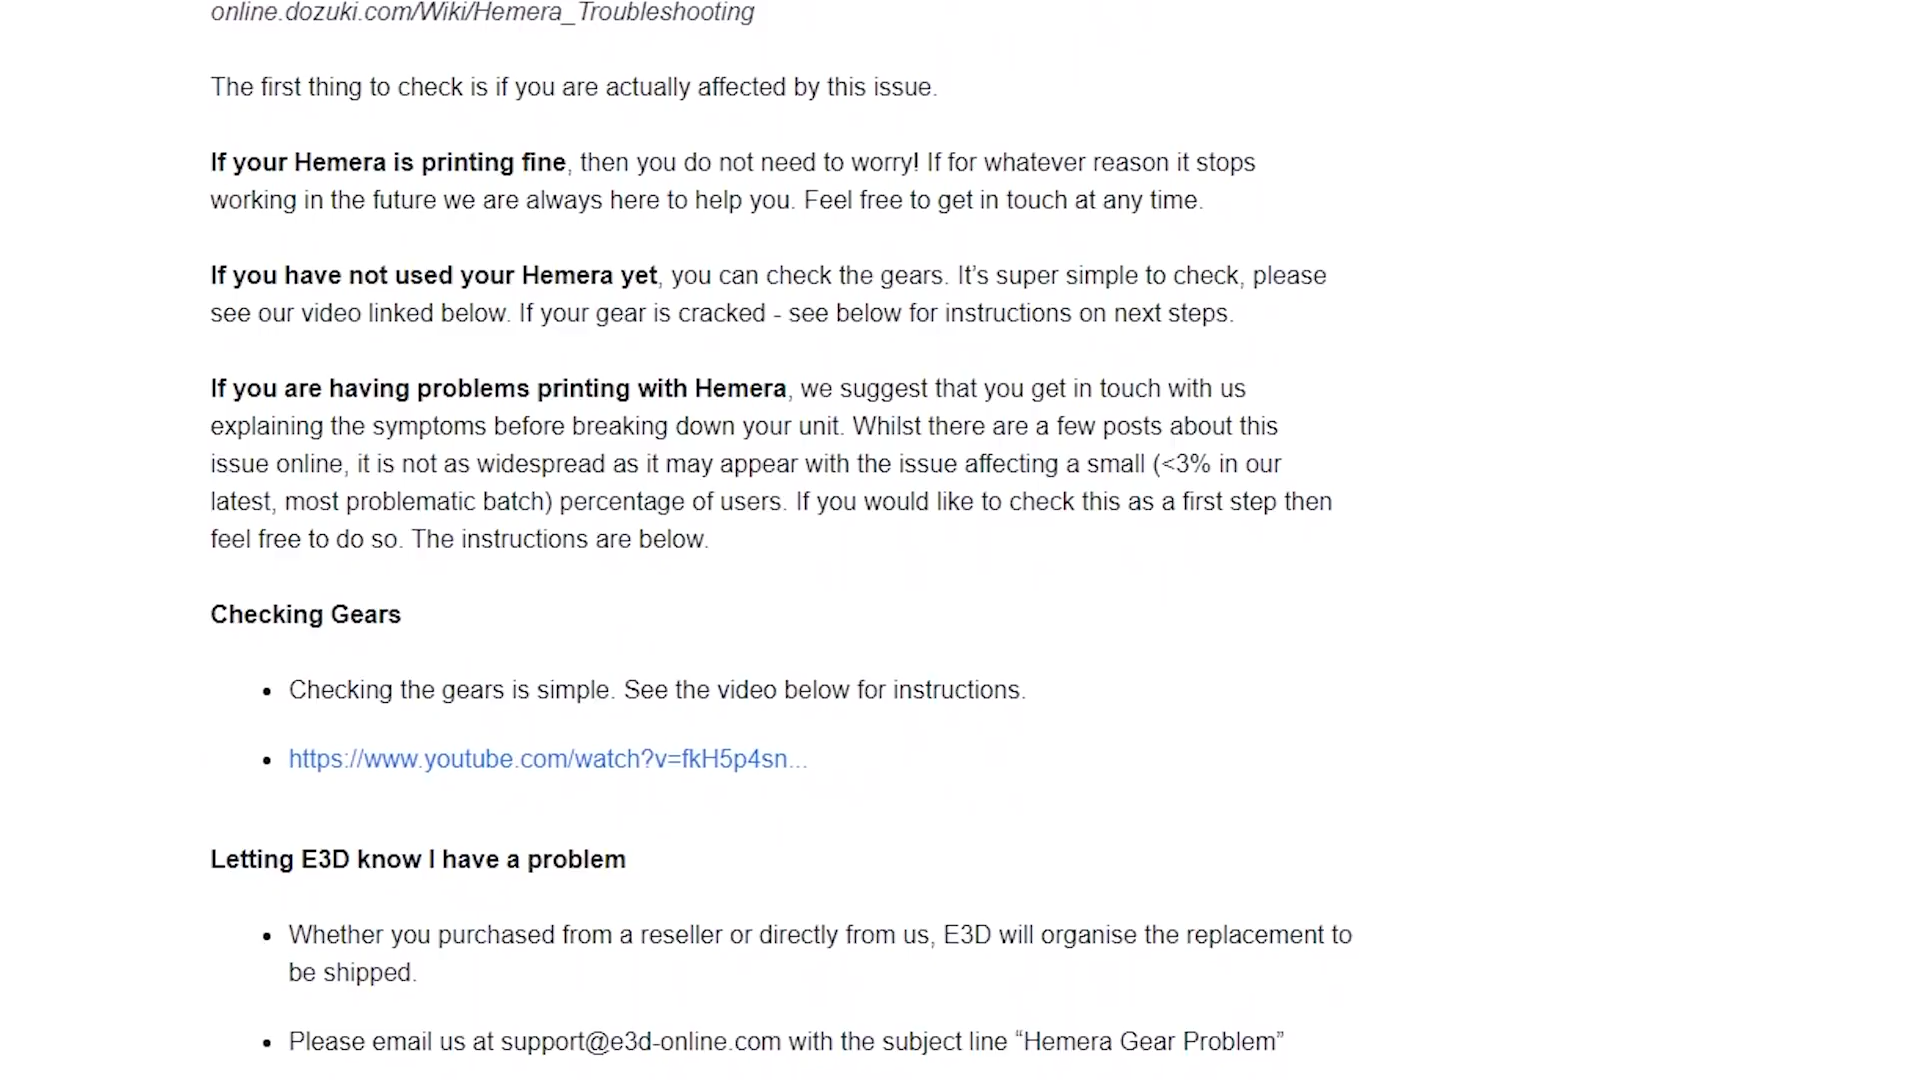 online.dozuki.com/Wiki/Hemera_Troubleshooting
The first thing to check is if you are actually affected by this issue.
If your Hemera is printing fine, then you do not need to worry! If for whatever reason it stops
working in the future we are always here to help you. Feel free to get in touch at any time.
If you have not used your Hemera yet, you can check the gears. It’s super simple to check, please
see our video linked below. If your gear is cracked - see below for instructions on next steps.
If you are having problems printing with Hemera, we suggest that you get in touch with us
explaining the symptoms before breaking down your unit. Whilst there are a few posts about this
issue online, it is not as widespread as it may appear with the issue affecting a small (<3% in our
latest, most problematic batch) percentage of users. If you would like to check this as a first step then
feel free to do so. The instructions are below.
Checking Gears
• Checking the gears is simple. See the video below for instructions.
• https://www.youtube.com/watch?v=fkH5p4sn...
Letting E3D know I have a problem
• Whether you purchased from a reseller or directly from us, E3D will organise the replacement to
be shipped.
• Please email us at support@e3d-online.com with the subject line “Hemera Gear Problem”